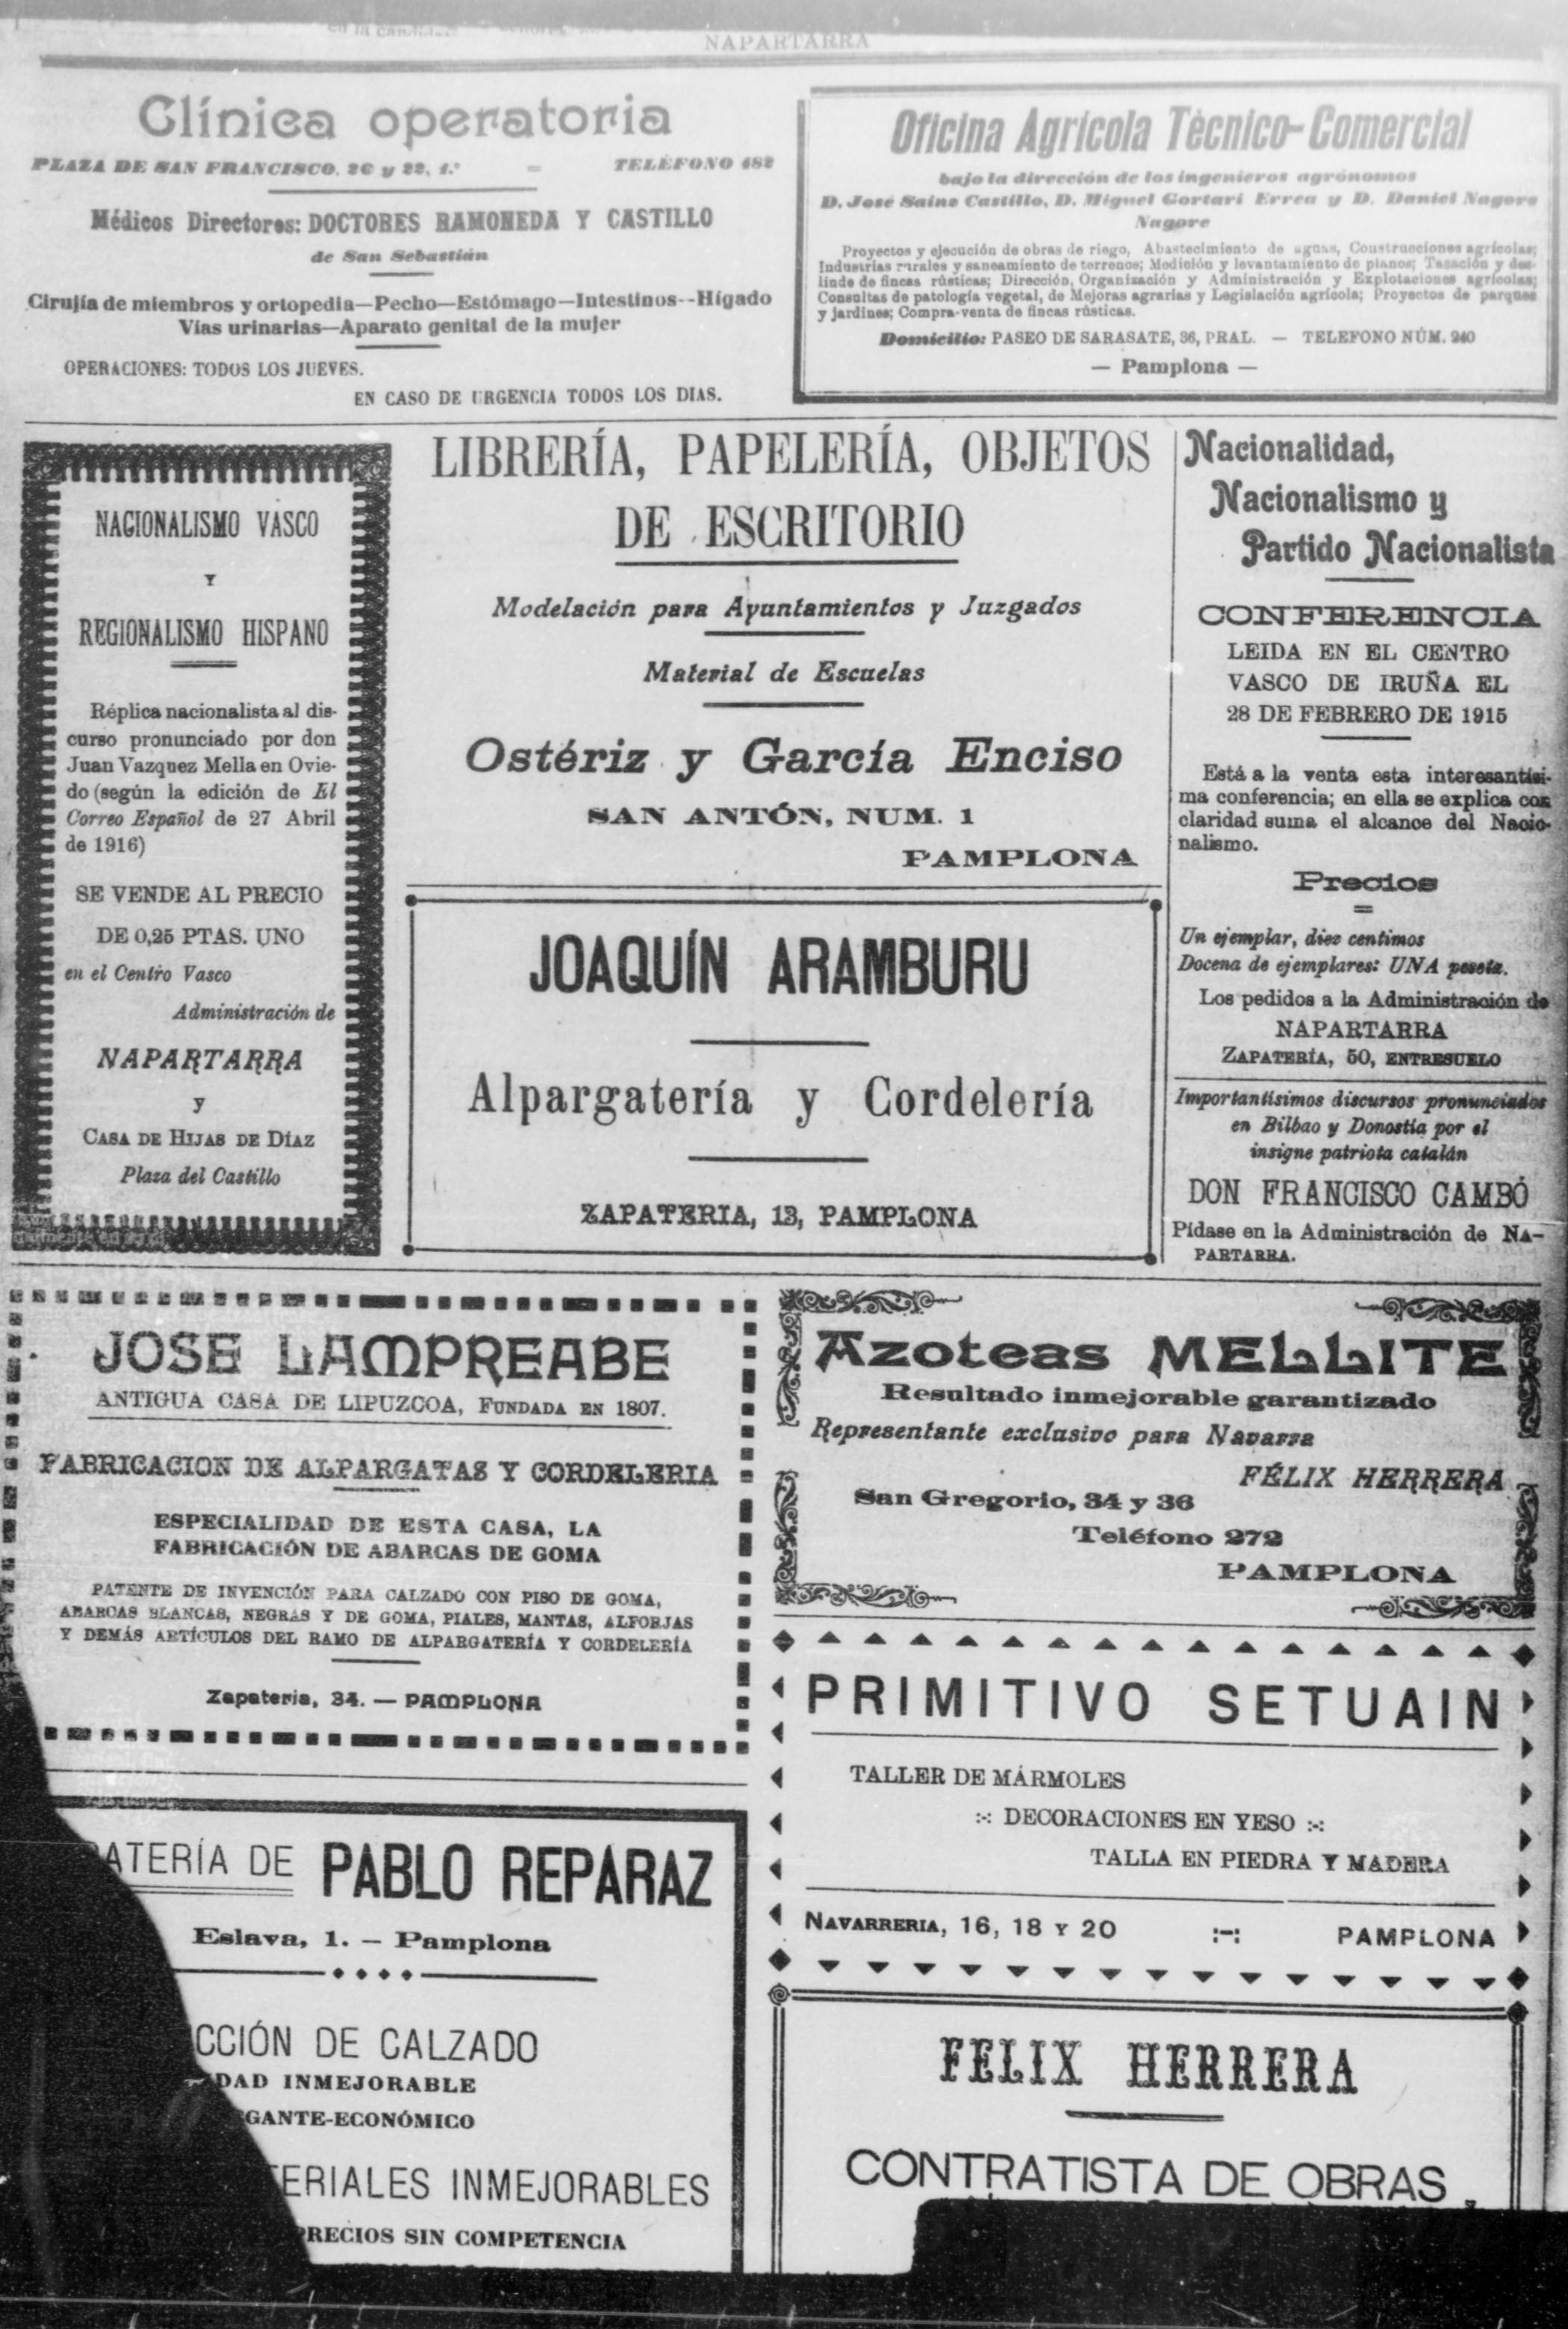 NAPARTARRA
Clínica operatoria
PLAZA DE SAN FRANCISCO, 20 y 22, 1.° = TELÉFONO 482
Médicos Directores: DOCTORES RAMONEDA Y CASTILLO
de San Sebastián
Cirujía de miembros y ortopedia—Pecho—Estómago—Intestinos--Hígado
Vías urinarias—Aparato genital de la mujer
OPERACIONES: TODOS LOS JUEVES.
EN CASO DE URGENCIA TODOS LOS DIAS.
Oficina Agrícola Técnico-Comercial
bajo la dirección de los ingenieros agrónomos
D. José Sainz Castillo, D. Miguel Gortari Errea y D. Daniel Nagore
Nagore
Proyectos y ejecución de obras de riego, Abastecimiento de aguas, Construcciones agrícolas;
Industrias rurales y saneamiento de terrenos; Medición y levantamiento de planos; Tasación y des-
linde de fincas rústicas; Dirección, Organización y Administración y Explotaciones agrícolas;
Consultas de patología vegetal, de Mejoras agrarias y Legislación agrícola; Proyectos de parques
y jardines; Compra-venta de fincas rústicas.
Domicilio: PASEO DE SARASATE, 36, PRAL. — TELEFONO NÚM. 240
— Pamplona —
NACIONALISMO VASCO
Y
REGIONALISMO HISPANO
Réplica nacionalista al dis-
curso pronunciado por don
Juan Vazquez Mella en Ovie-
do (según la edición de El
Correo Español de 27 Abril
de 1916)
SE VENDE AL PRECIO
DE 0,25 PTAS. UNO
en el Centro Vasco
Administración de
NAPARTARRA
y
CASA DE HIJAS DE DÍAZ
Plaza del Castillo
LIBRERÍA, PAPELERÍA, OBJETOS
DE ESCRITORIO
Modelación para Ayuntamientos y Juzgados
Material de Escuelas
Ostériz y García Enciso
SAN ANTÓN, NUM. 1
PAMPLONA
JOAQUÍN ARAMBURU
Alpargatería y Cordelería
ZAPATERIA, 13, PAMPLONA
Nacionalidad,
Nacionalismo y
Partido Nacionalista
CONFERENCIA
LEIDA EN EL CENTRO
VASCO DE IRUÑA EL
28 DE FEBRERO DE 1915
Está a la venta esta interesantísi-
ma conferencia; en ella se explica con
claridad suma el alcance del Nacio-
nalismo.
Precios
=
Un ejemplar, diez centimos
Docena de ejemplares: UNA peseta.
Los pedidos a la Administración de
NAPARTARRA
ZAPATERÍA, 50, ENTRESUELO
Importantísimos discursos pronunciados
en Bilbao y Donostia por el
insigne patriota catalán
DON FRANCISCO CAMBÓ
Pídase en la Administración de NA-
PARTARRA.
JOSE LAMPREABE
ANTIGUA CASA DE LIPUZCOA, FUNDADA EN 1807.
FABRICACION DE ALPARGATAS Y CORDELERIA
ESPECIALIDAD DE ESTA CASA, LA
FABRICACIÓN DE ABARCAS DE GOMA
PATENTE DE INVENCIÓN PARA CALZADO CON PISO DE GOMA,
ABARCAS BLANCAS, NEGRAS Y DE GOMA, PIALES, MANTAS, ALFORJAS
Y DEMÁS ARTÍCULOS DEL RAMO DE ALPARGATERÍA Y CORDELERÍA
Zapatería, 34. — PAMPLONA
Azoteas MELLITE
Resultado inmejorable garantizado
Representante exclusivo para Navarra
FÉLIX HERRERA
San Gregorio, 34 y 36
Teléfono 272
PAMPLONA
PRIMITIVO SETUAIN
TALLER DE MÁRMOLES
:-: DECORACIONES EN YESO :-:
TALLA EN PIEDRA Y MADERA
NAVARRERIA, 16, 18 Y 20 :-: PAMPLONA
ATERÍA DE PABLO REPARAZ
Eslava, 1. — Pamplona
CCIÓN DE CALZADO
DAD INMEJORABLE
GANTE-ECONÓMICO
ERIALES INMEJORABLES
PRECIOS SIN COMPETENCIA
FELIX HERRERA
CONTRATISTA DE OBRAS